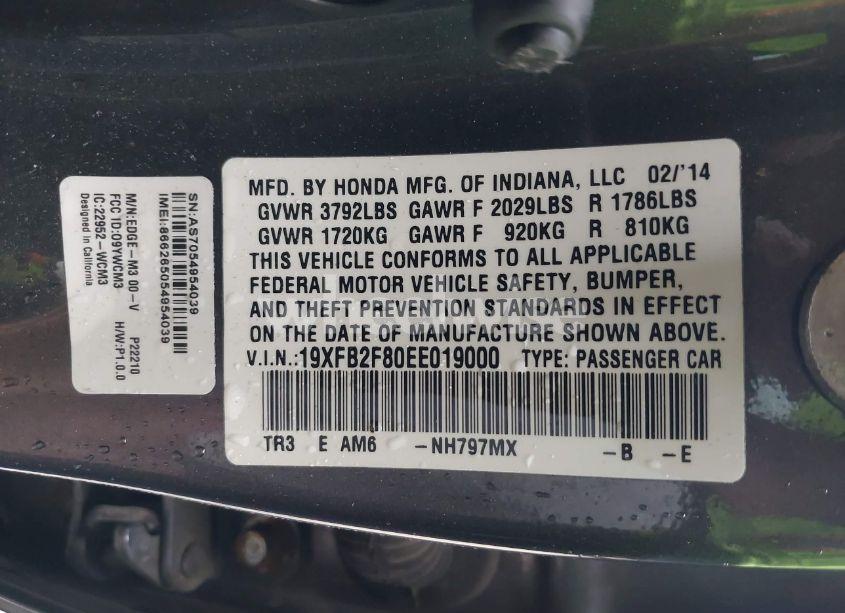 MFD. BY HONDA MFG. OF INDIANA, LLC 02/'14
GVWR 3792LBS GAWR F 2029LBS R 1786LBS
GVWR 1720KG GAWR F 920KG R 810KG
THIS VEHICLE CONFORMS TO ALL APPLICABLE
FEDERAL MOTOR VEHICLE SAFETY, BUMPER,
AND THEFT PREVENTION STANDARDS IN EFFECT
ON THE DATE OF MANUFACTURE SHOWN ABOVE.
V.I.N.:19XFB2F80EE019000 TYPE: PASSENGER CAR
TR3 E AM6 -NH797MX -B -E
SN:AS7054954039
IMEI:866265054954039
M/N:EDGE-M3 00-V P22210
FCC ID:O9YWCM3 H/W:P1.0.0
IC:22952-WCM3
Designed in California